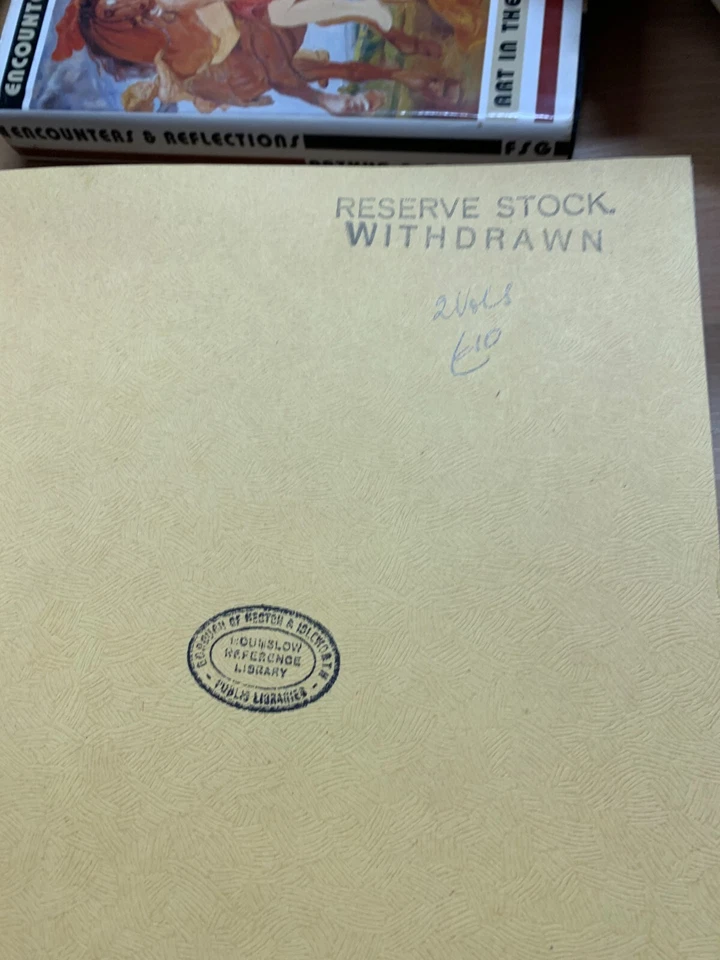 ENCOUNT
ART IN THE
ENCOUNTERS & REFLECTIONS
FSG
RESERVE STOCK.
WITHDRAWN
2 Vols
£10
BOROUGH OF HESTON & ISLEWORTH
HOUNSLOW
REFERENCE
LIBRARY
- PUBLIC LIBRARIES -